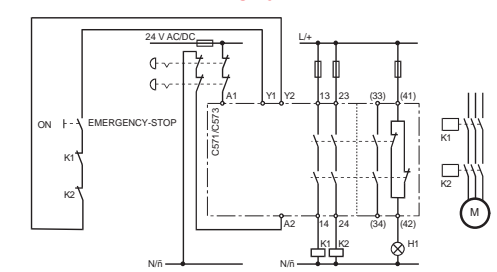 24 V AC/DC
L/+
A1
Y1
Y2
13
23
(33)
(41)
ON
EMERGENCY-STOP
C571/C573
K1
K1
K2
K2
M
A2
14
24
(34)
(42)
K1
K2
H1
N/ñ
N/ñ